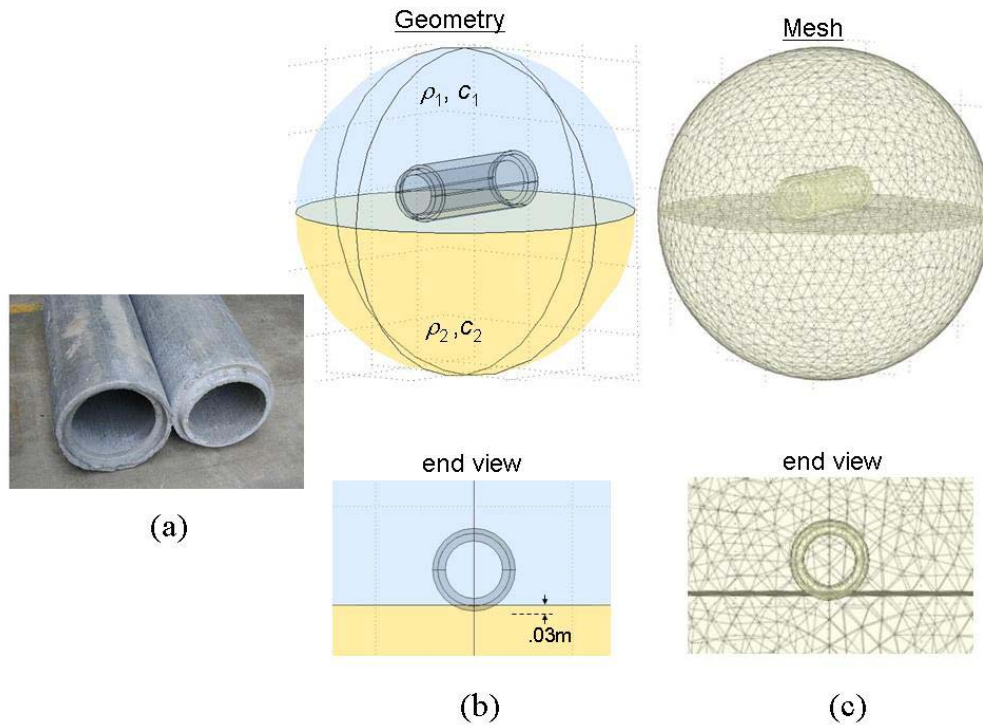 Geometry
Mesh
ρ1, c1
ρ2 ,c2
end view
end view
.03m
(a)
(b)
(c)